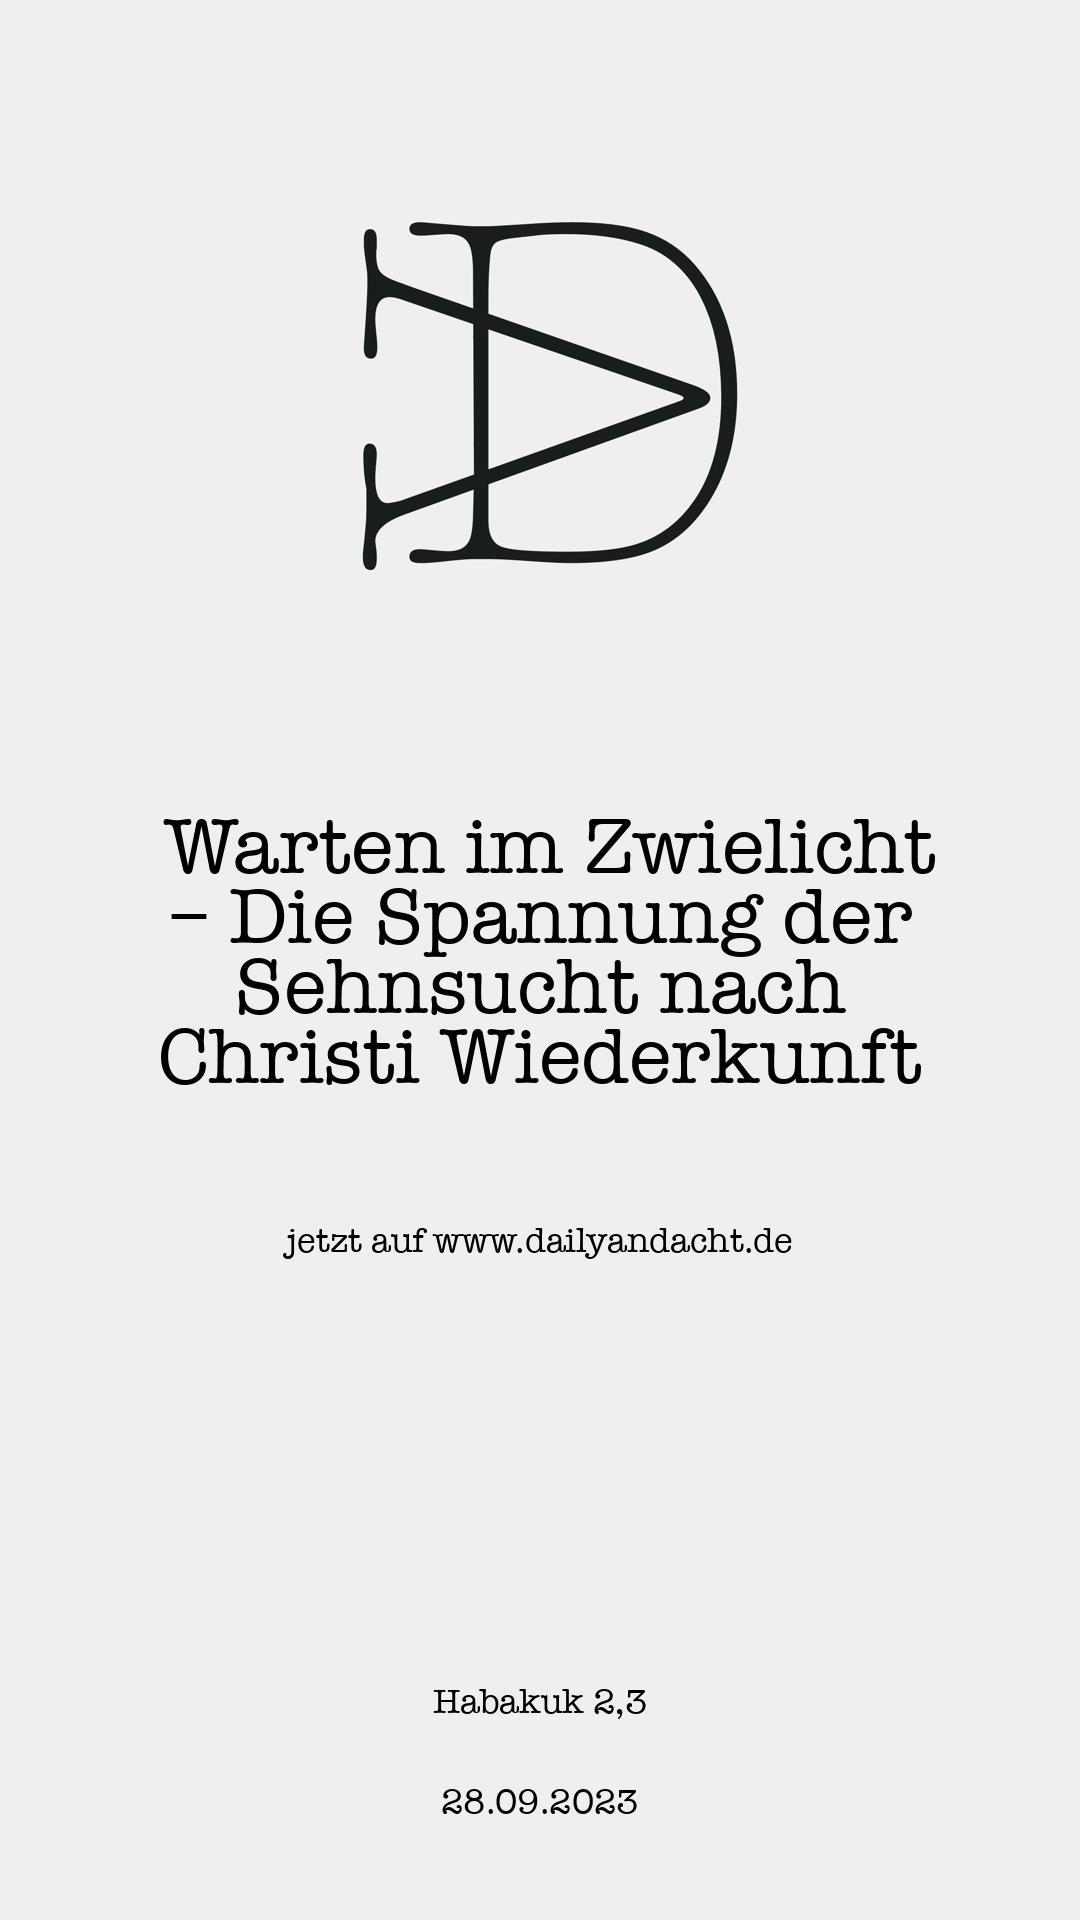 DA
Warten im Zwielicht
– Die Spannung der
Sehnsucht nach
Christi Wiederkunft
jetzt auf www.dailyandacht.de
Habakuk 2,3
28.09.2023